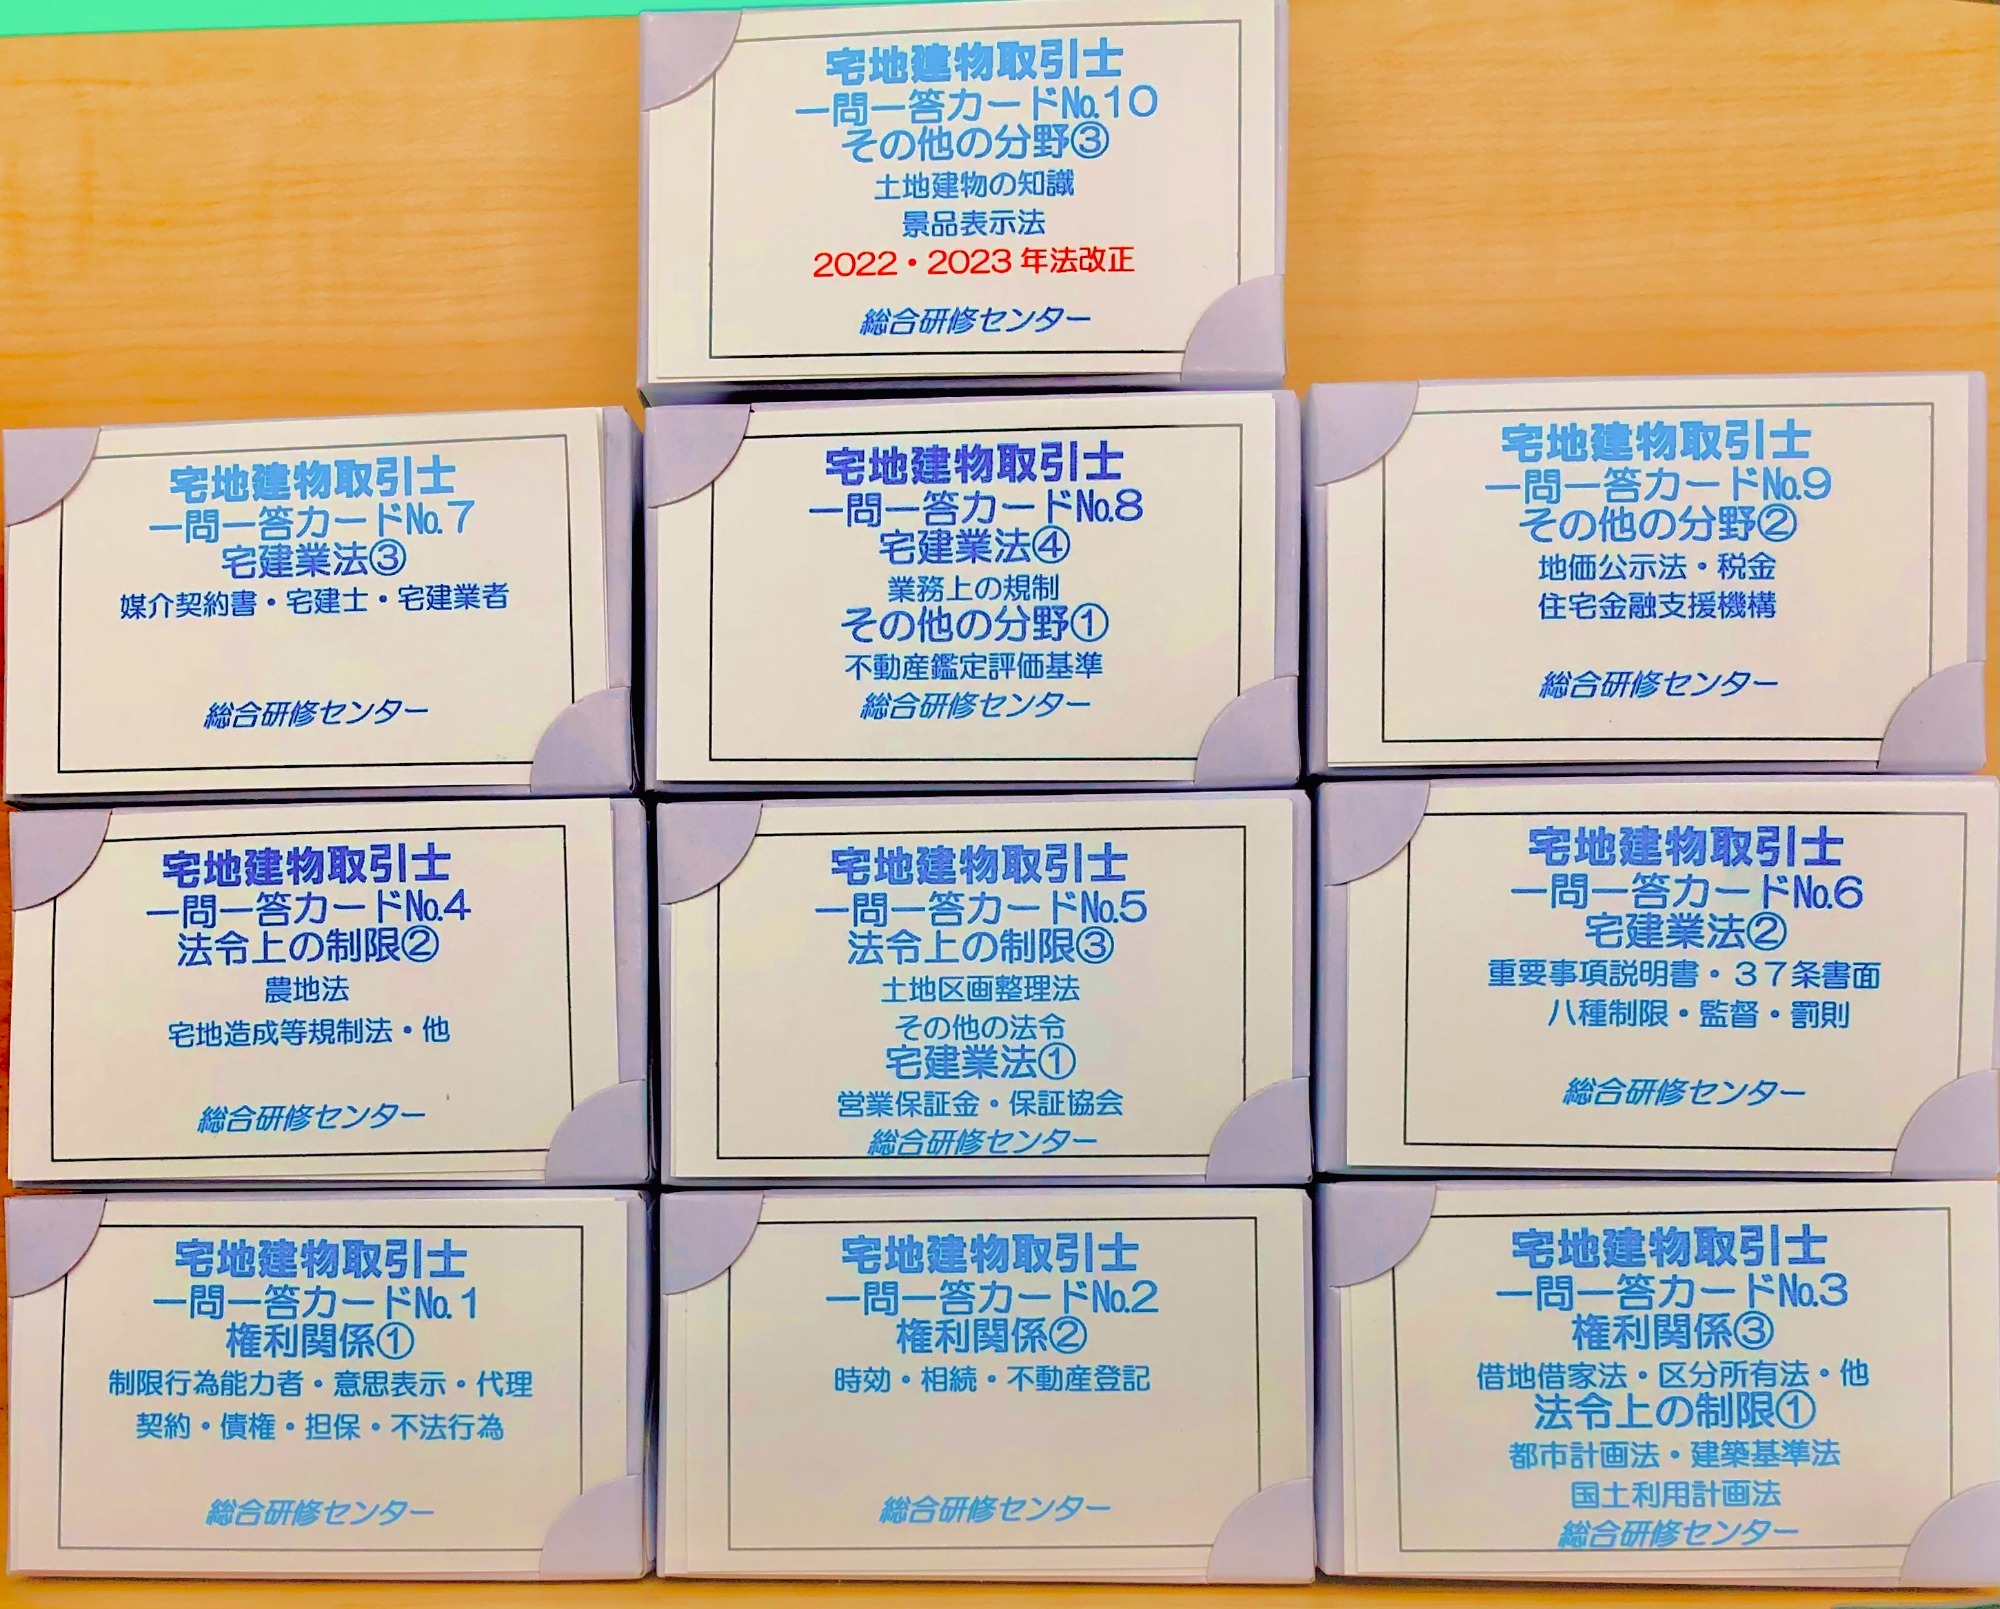 宅地建物取引士
一問一答カード№10
その他の分野③
土地建物の知識
景品表示法
2022・2023年法改正
総合研修センター
宅地建物取引士
一問一答カード№7
宅建業法③
媒介契約書・宅建士・宅建業者
総合研修センター
宅地建物取引士
一問一答カード№8
宅建業法④
業務上の規制
その他の分野①
不動産鑑定評価基準
総合研修センター
宅地建物取引士
一問一答カード№9
その他の分野②
地価公示法・税金
住宅金融支援機構
総合研修センター
宅地建物取引士
一問一答カード№4
法令上の制限②
農地法
宅地造成等規制法・他
総合研修センター
宅地建物取引士
一問一答カード№5
法令上の制限③
土地区画整理法
その他の法令
宅建業法①
営業保証金・保証協会
総合研修センター
宅地建物取引士
一問一答カード№6
宅建業法②
重要事項説明書・37条書面
八種制限・監督・罰則
総合研修センター
宅地建物取引士
一問一答カード№1
権利関係①
制限行為能力者・意思表示・代理
契約・債権・担保・不法行為
総合研修センター
宅地建物取引士
一問一答カード№2
権利関係②
時効・相続・不動産登記
総合研修センター
宅地建物取引士
一問一答カード№3
権利関係③
借地借家法・区分所有法・他
法令上の制限①
都市計画法・建築基準法
国土利用計画法
総合研修センター